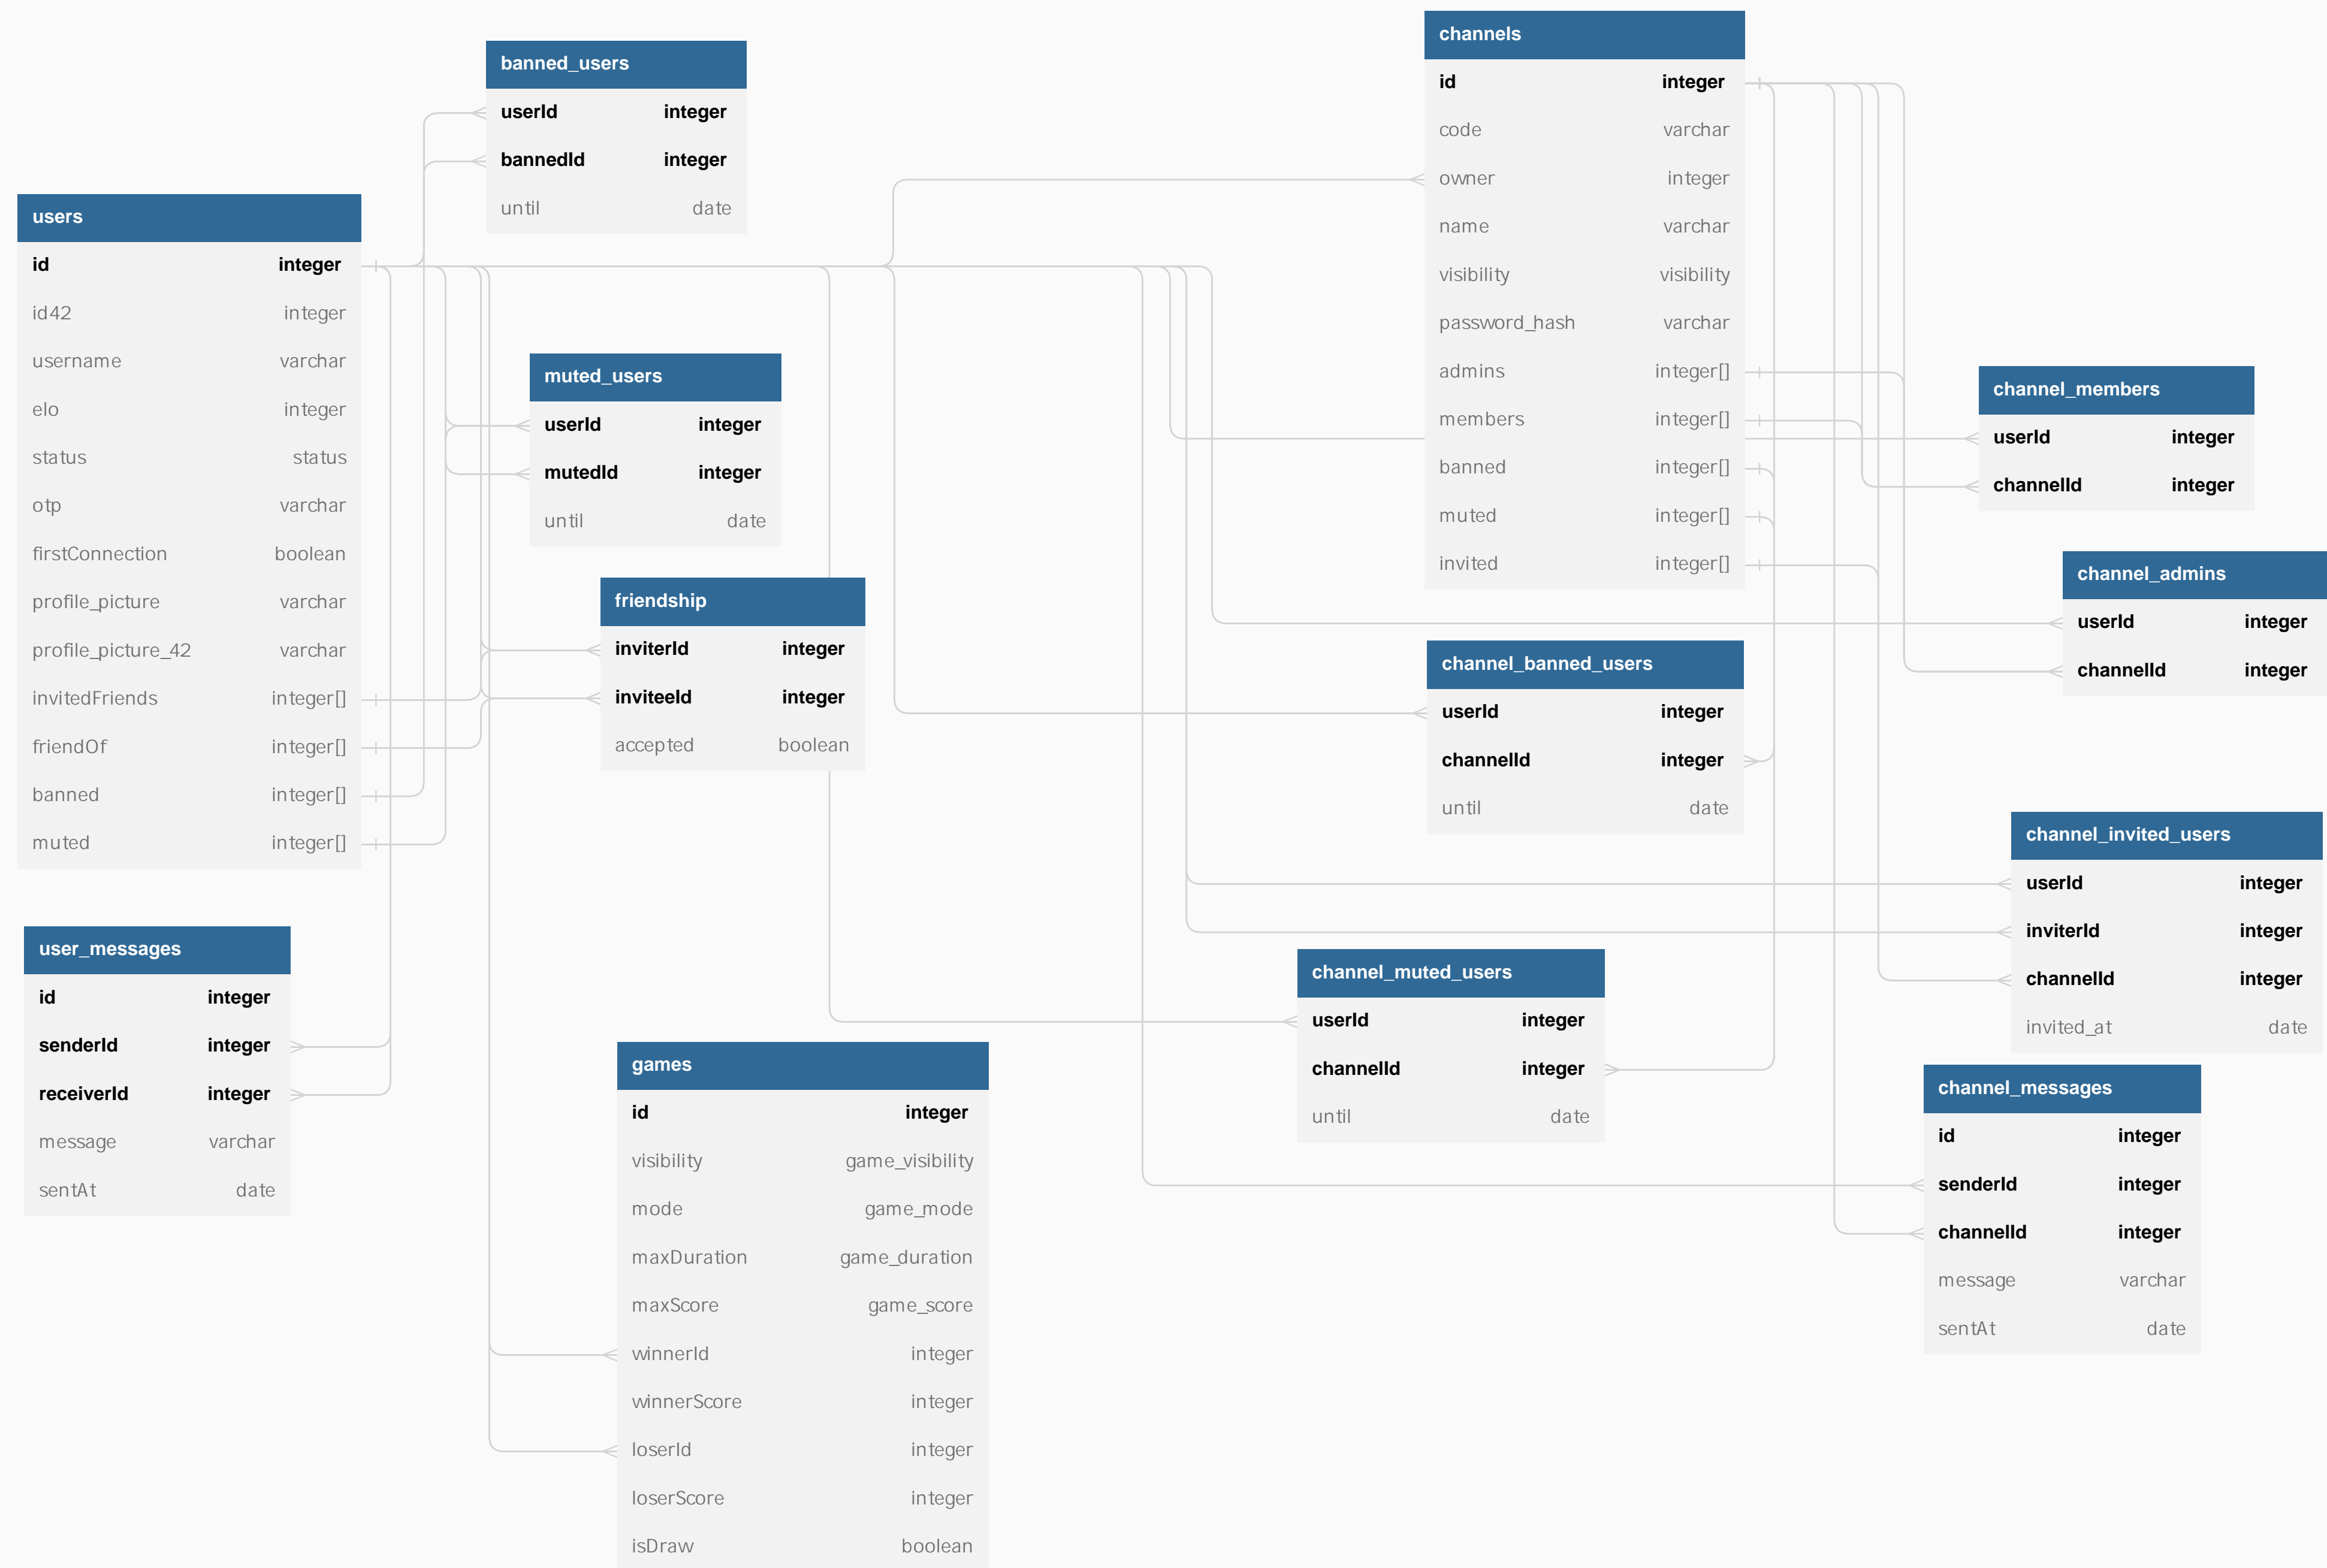 users
id integer
id42 integer
username varchar
elo integer
status status
otp varchar
firstConnection boolean
profile_picture varchar
profile_picture_42 varchar
invitedFriends integer[]
friendOf integer[]
banned integer[]
muted integer[]
user_messages
id integer
senderId integer
receiverId integer
message varchar
sentAt date
banned_users
userId integer
bannedId integer
until date
muted_users
userId integer
mutedId integer
until date
friendship
inviterId integer
inviteeId integer
accepted boolean
games
id integer
visibility game_visibility
mode game_mode
maxDuration game_duration
maxScore game_score
winnerId integer
winnerScore integer
loserId integer
loserScore integer
isDraw boolean
channels
id integer
code varchar
owner integer
name varchar
visibility visibility
password_hash varchar
admins integer[]
members integer[]
banned integer[]
muted integer[]
invited integer[]
channel_banned_users
userId integer
channelId integer
until date
channel_muted_users
userId integer
channelId integer
until date
channel_members
userId integer
channelId integer
channel_admins
userId integer
channelId integer
channel_invited_users
userId integer
inviterId integer
channelId integer
invited_at date
channel_messages
id integer
senderId integer
channelId integer
message varchar
sentAt date